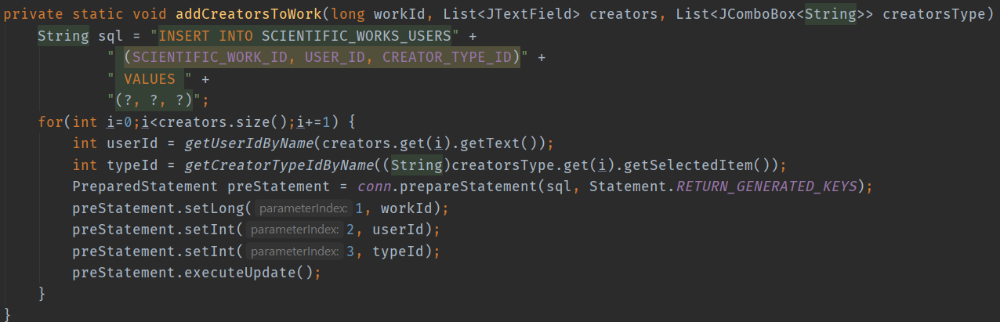 private static void addCreatorsToWork(long workId, List<JTextField> creators, List<JComboBox<String>> creatorsType)
String sql = "INSERT INTO SCIENTIFIC_WORKS_USERS" +
" (SCIENTIFIC_WORK_ID, USER_ID, CREATOR_TYPE_ID)" +
" VALUES " +
"(?, ?, ?)";
for(int i=0;i<creators.size();i+=1) {
int userId = getUserIdByName(creators.get(i).getText());
int typeId = getCreatorTypeIdByName((String)creatorsType.get(i).getSelectedItem());
PreparedStatement preStatement = conn.prepareStatement(sql, Statement.RETURN_GENERATED_KEYS);
preStatement.setLong( parameterIndex: 1, workId);
preStatement.setInt( parameterIndex: 2, userId);
preStatement.setInt( parameterIndex: 3, typeId);
preStatement.executeUpdate();
}
}